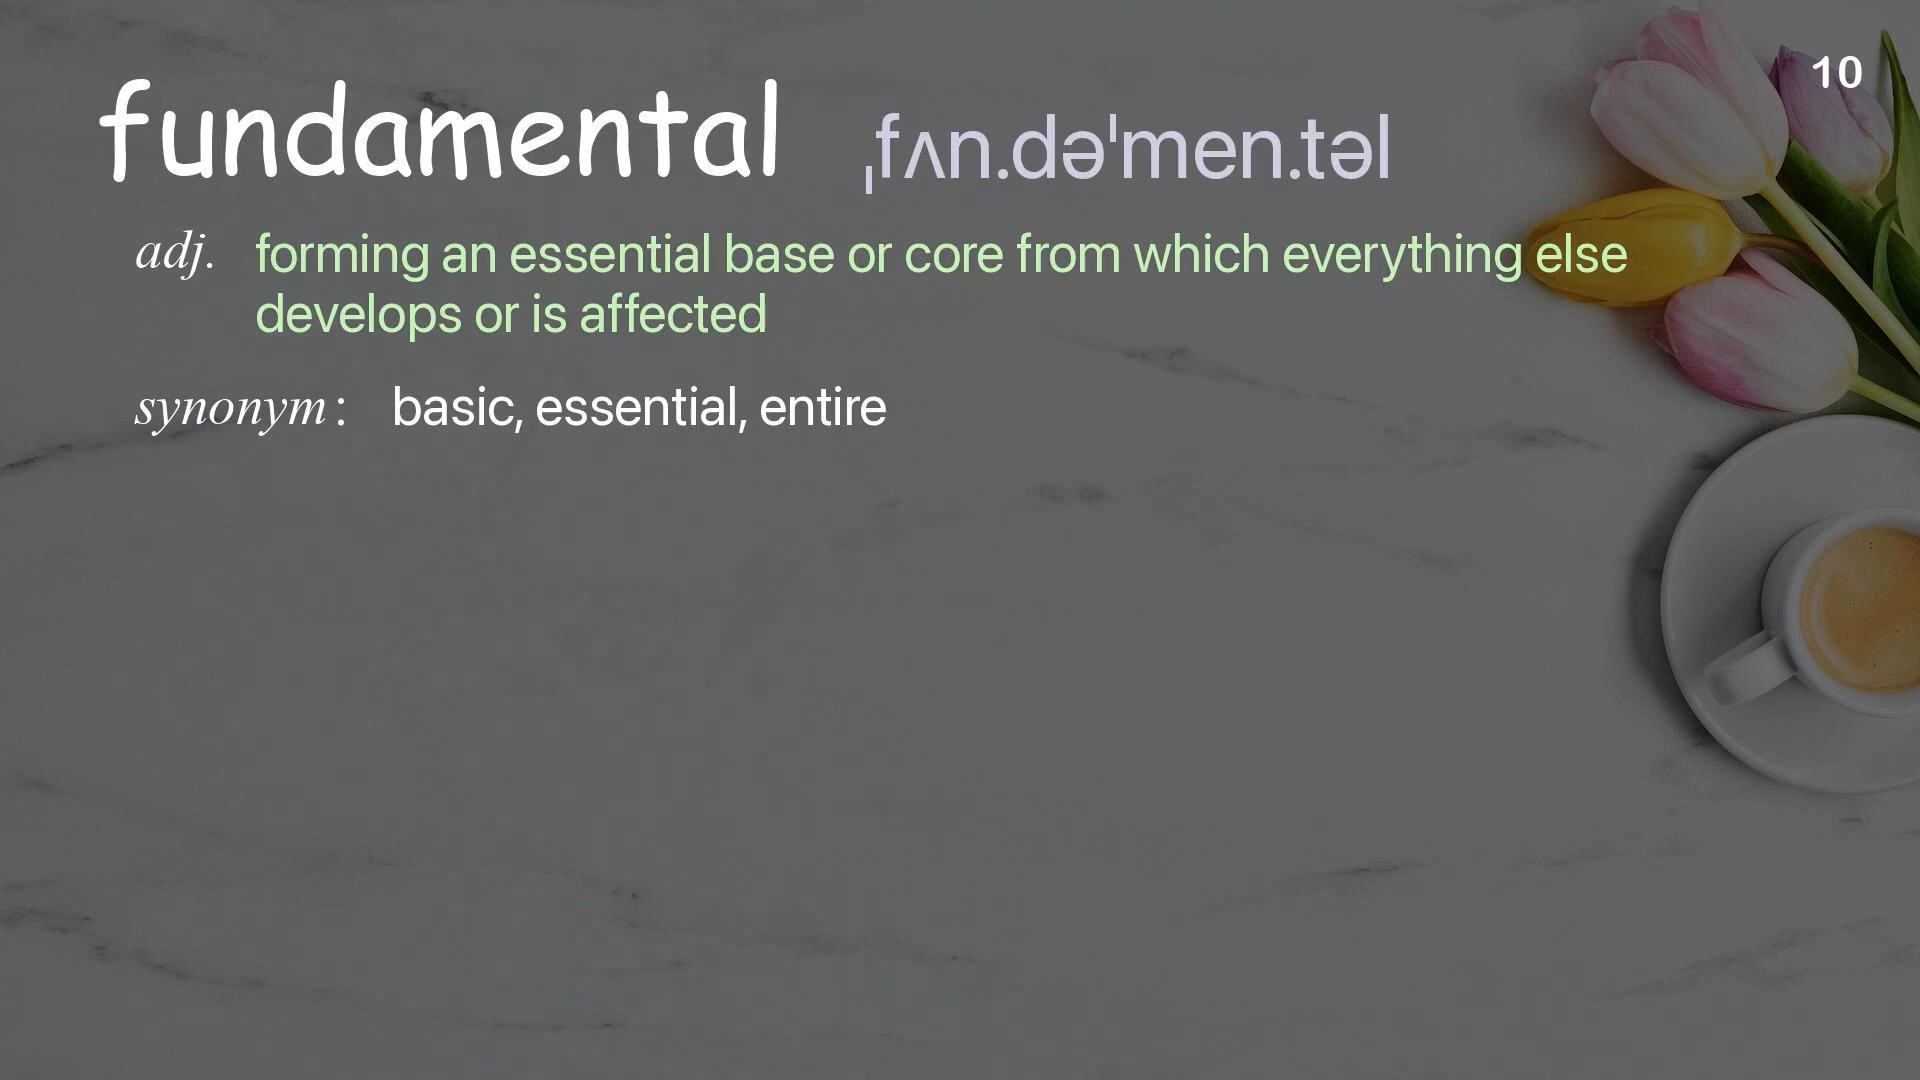 10
fundamental ˌfʌn.dəˈmen.təl
adj. forming an essential base or core from which everything else
develops or is affected
synonym: basic, essential, entire